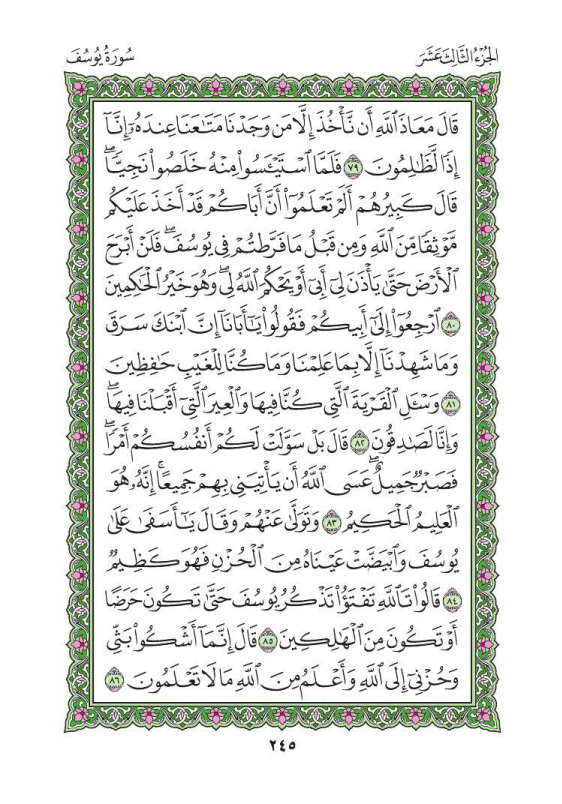 الجزء الثالث عشر
سورة يوسف
قَالَ مَعَاذَ ٱللَّهِ أَن نَّأْخُذَ إِلَّا مَن وَجَدْنَا مَتَٰعَنَا عِندَهُۥٓ إِنَّآ
إِذًا لَّظَٰلِمُونَ ٧٩ فَلَمَّا ٱسْتَيْـَٔسُوا۟ مِنْهُ خَلَصُوا۟ نَجِيًّا ۖ
قَالَ كَبِيرُهُمْ أَلَمْ تَعْلَمُوٓا۟ أَنَّ أَبَاكُمْ قَدْ أَخَذَ عَلَيْكُم
مَّوْثِقًا مِّنَ ٱللَّهِ وَمِن قَبْلُ مَا فَرَّطتُمْ فِى يُوسُفَ ۖ فَلَنْ أَبْرَحَ
ٱلْأَرْضَ حَتَّىٰ يَأْذَنَ لِىٓ أَبِىٓ أَوْ يَحْكُمَ ٱللَّهُ لِى ۖ وَهُوَ خَيْرُ ٱلْحَٰكِمِينَ
٨٠ ٱرْجِعُوٓا۟ إِلَىٰٓ أَبِيكُمْ فَقُولُوا۟ يَٰٓأَبَانَآ إِنَّ ٱبْنَكَ سَرَقَ
وَمَا شَهِدْنَآ إِلَّا بِمَا عَلِمْنَا وَمَا كُنَّا لِلْغَيْبِ حَٰفِظِينَ
٨١ وَسْـَٔلِ ٱلْقَرْيَةَ ٱلَّتِى كُنَّا فِيهَا وَٱلْعِيرَ ٱلَّتِىٓ أَقْبَلْنَا فِيهَا ۖ
وَإِنَّا لَصَٰدِقُونَ ٨٢ قَالَ بَلْ سَوَّلَتْ لَكُمْ أَنفُسُكُمْ أَمْرًا ۖ
فَصَبْرٌ جَمِيلٌ ۖ عَسَى ٱللَّهُ أَن يَأْتِيَنِى بِهِمْ جَمِيعًا ۚ إِنَّهُۥ هُوَ
ٱلْعَلِيمُ ٱلْحَكِيمُ ٨٣ وَتَوَلَّىٰ عَنْهُمْ وَقَالَ يَٰٓأَسَفَىٰ عَلَىٰ
يُوسُفَ وَٱبْيَضَّتْ عَيْنَاهُ مِنَ ٱلْحُزْنِ فَهُوَ كَظِيمٌ
٨٤ قَالُوا۟ تَٱللَّهِ تَفْتَؤُا۟ تَذْكُرُ يُوسُفَ حَتَّىٰ تَكُونَ حَرَضًا
أَوْ تَكُونَ مِنَ ٱلْهَٰلِكِينَ ٨٥ قَالَ إِنَّمَآ أَشْكُوا۟ بَثِّى
وَحُزْنِىٓ إِلَى ٱللَّهِ وَأَعْلَمُ مِنَ ٱللَّهِ مَا لَا تَعْلَمُونَ ٨٦
٢٤٥